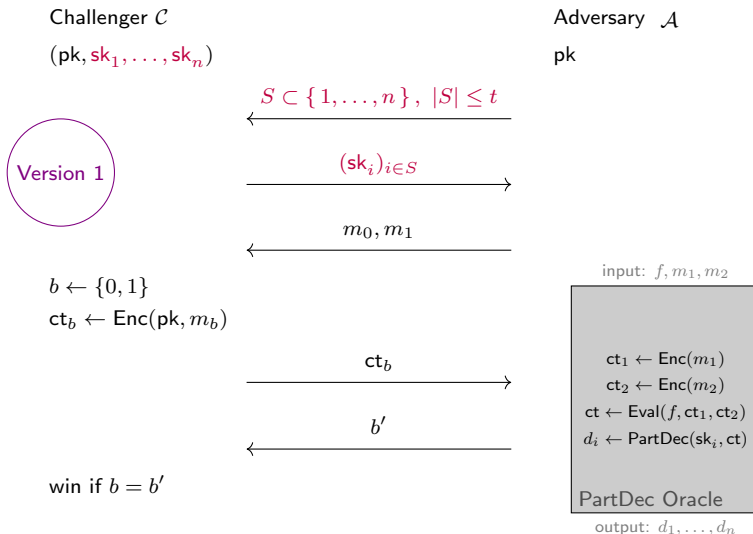 Challenger 𝒞
Adversary 𝒜
(pk, sk₁, . . . , skₙ)
pk
S ⊂ { 1, . . . , n } , |S| ≤ t
Version 1
(skᵢ)ᵢ∈S
m₀, m₁
input: f, m₁, m₂
b ← {0, 1}
ct_b ← Enc(pk, m_b)
ct₁ ← Enc(m₁)
ct_b
ct₂ ← Enc(m₂)
ct ← Eval(f, ct₁, ct₂)
b′
dᵢ ← PartDec(skᵢ, ct)
win if b = b′
PartDec Oracle
output: d₁, . . . , dₙ